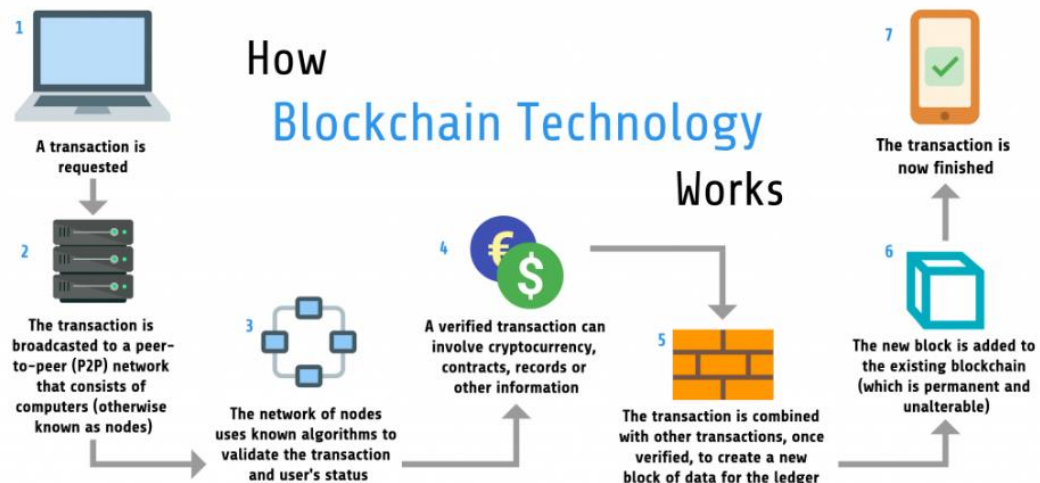 How
Blockchain Technology
Works
1
A transaction is
requested
2
The transaction is
broadcasted to a peer-
to-peer (P2P) network
that consists of
computers (otherwise
known as nodes)
3
The network of nodes
uses known algorithms to
validate the transaction
and user's status
4
€
$
A verified transaction can
involve cryptocurrency,
contracts, records or
other information
5
The transaction is combined
with other transactions, once
verified, to create a new
block of data for the ledger
6
The new block is added to
the existing blockchain
(which is permanent and
unalterable)
7
The transaction is
now finished